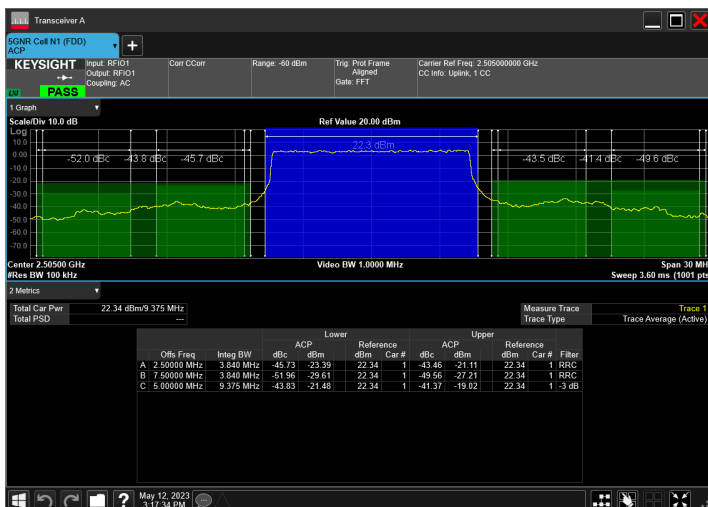 Transceiver A
5GNR Cell N1 (FDD)
ACP
KEYSIGHT Input: RFIO1 Corr CCorr Range: -60 dBm Trig: Prot Frame Carrier Ref Freq: 2.505000000 GHz
Output: RFIO1 Aligned CC Info: Uplink, 1 CC
Coupling: AC Gate: FFT
LXI PASS
1 Graph
Scale/Div 10.0 dB Ref Value 20.00 dBm
Log
10.0 22.3 dBm
0.00 -52.0 dBc -43.8 dBc -45.7 dBc -43.5 dBc -41.4 dBc -49.6 dBc
-10.0
-20.0
-30.0
-40.0
-50.0
-60.0
-70.0
Center 2.50500 GHz Video BW 1.0000 MHz Span 30 MH
#Res BW 100 kHz Sweep 3.60 ms (1001 pts
2 Metrics
Total Car Pwr 22.34 dBm/9.375 MHz Measure Trace Trace 1
Total PSD --- Trace Type Trace Average (Active)
Lower Upper
ACP Reference ACP Reference
Offs Freq Integ BW dBc dBm dBm Car # dBc dBm dBm Car # Filter
A 2.50000 MHz 3.840 MHz -45.73 -23.39 22.34 1 -43.46 -21.11 22.34 1 RRC
B 7.50000 MHz 3.840 MHz -51.96 -29.61 22.34 1 -49.56 -27.21 22.34 1 RRC
C 5.00000 MHz 9.375 MHz -43.83 -21.48 22.34 1 -41.37 -19.02 22.34 1 -3 dB
May 12, 2023
3:17:34 PM